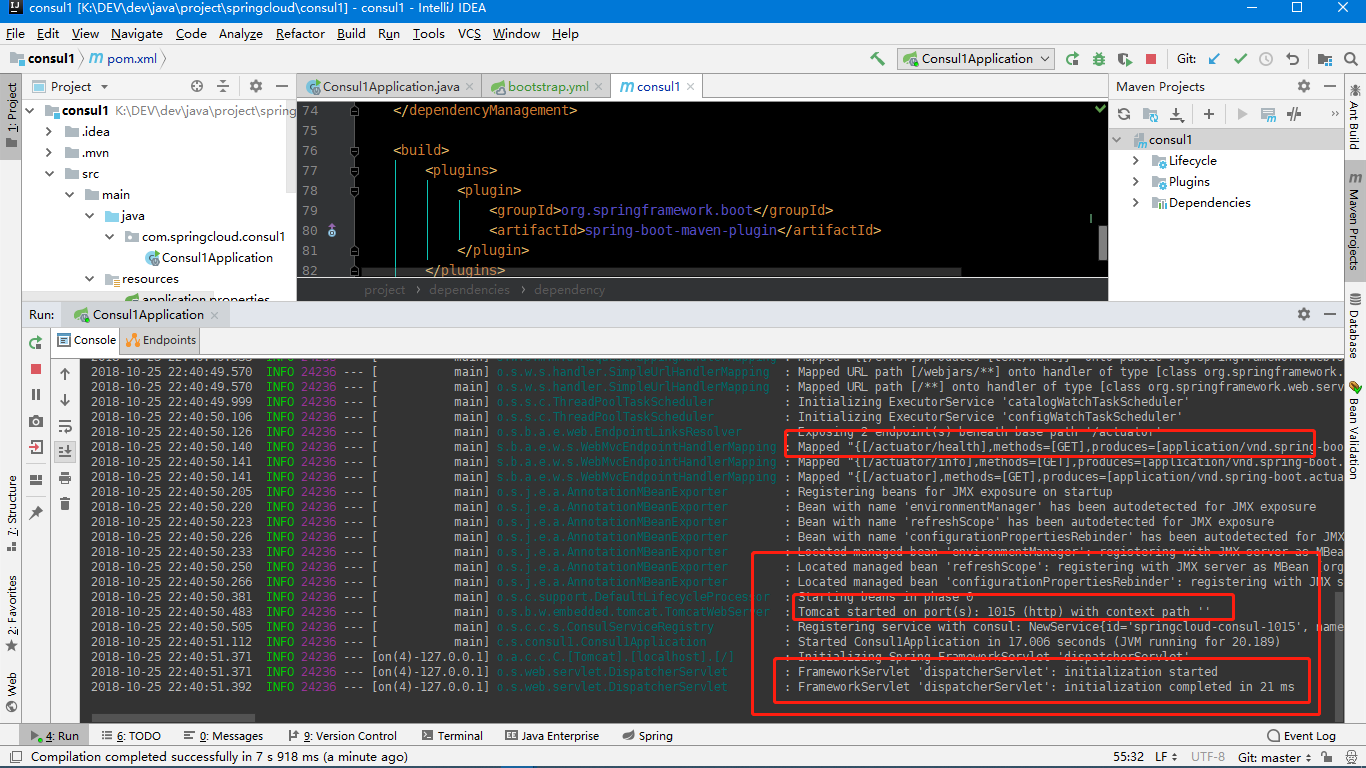 consul1 [K:\DEV\dev\java\project\springcloud\consul1] - consul1 - IntelliJ IDEA
File Edit View Navigate Code Analyze Refactor Build Run Tools VCS Window Help
consul1 m pom.xml Consul1Application Git:
1: Project
Project
consul1 K:\DEV\dev\java\project\spring
.idea
.mvn
src
main
java
com.springcloud.consul1
Consul1Application
resources
application.properties
Consul1Application.java bootstrap.yml m consul1
74 </dependencyManagement>
75
76 <build>
77 <plugins>
78 <plugin>
79 <groupId>org.springframework.boot</groupId>
80 <artifactId>spring-boot-maven-plugin</artifactId>
81 </plugin>
82 </plugins>
project › dependencies › dependency
Maven Projects
consul1
Lifecycle
Plugins
Dependencies
Ant Build
m Maven Projects
Database
Bean Validation
Run: Consul1Application
Console Endpoints
2018-10-25 22:40:49.570 INFO 24236 --- [ main] o.s.w.s.handler.SimpleUrlHandlerMapping : Mapped URL path [/webjars/**] onto handler of type [class org.springframework.
2018-10-25 22:40:49.570 INFO 24236 --- [ main] o.s.w.s.handler.SimpleUrlHandlerMapping : Mapped URL path [/**] onto handler of type [class org.springframework.web.serv
2018-10-25 22:40:49.999 INFO 24236 --- [ main] o.s.s.c.ThreadPoolTaskScheduler : Initializing ExecutorService 'catalogWatchTaskScheduler'
2018-10-25 22:40:50.106 INFO 24236 --- [ main] o.s.s.c.ThreadPoolTaskScheduler : Initializing ExecutorService 'configWatchTaskScheduler'
2018-10-25 22:40:50.126 INFO 24236 --- [ main] o.s.b.a.e.web.EndpointLinksResolver : Exposing 2 endpoint(s) beneath base path '/actuator'
2018-10-25 22:40:50.140 INFO 24236 --- [ main] s.b.a.e.w.s.WebMvcEndpointHandlerMapping : Mapped "{[/actuator/health],methods=[GET],produces=[application/vnd.spring-boo
2018-10-25 22:40:50.141 INFO 24236 --- [ main] s.b.a.e.w.s.WebMvcEndpointHandlerMapping : Mapped "{[/actuator/info],methods=[GET],produces=[application/vnd.spring-boot.
2018-10-25 22:40:50.141 INFO 24236 --- [ main] s.b.a.e.w.s.WebMvcEndpointHandlerMapping : Mapped "{[/actuator],methods=[GET],produces=[application/vnd.spring-boot.actua
2018-10-25 22:40:50.205 INFO 24236 --- [ main] o.s.j.e.a.AnnotationMBeanExporter : Registering beans for JMX exposure on startup
2018-10-25 22:40:50.220 INFO 24236 --- [ main] o.s.j.e.a.AnnotationMBeanExporter : Bean with name 'environmentManager' has been autodetected for JMX exposure
2018-10-25 22:40:50.223 INFO 24236 --- [ main] o.s.j.e.a.AnnotationMBeanExporter : Bean with name 'refreshScope' has been autodetected for JMX exposure
2018-10-25 22:40:50.226 INFO 24236 --- [ main] o.s.j.e.a.AnnotationMBeanExporter : Bean with name 'configurationPropertiesRebinder' has been autodetected for JMX
2018-10-25 22:40:50.233 INFO 24236 --- [ main] o.s.j.e.a.AnnotationMBeanExporter : Located managed bean 'environmentManager': registering with JMX server as MBean
2018-10-25 22:40:50.250 INFO 24236 --- [ main] o.s.j.e.a.AnnotationMBeanExporter : Located managed bean 'refreshScope': registering with JMX server as MBean [org
2018-10-25 22:40:50.266 INFO 24236 --- [ main] o.s.j.e.a.AnnotationMBeanExporter : Located managed bean 'configurationPropertiesRebinder': registering with JMX s
2018-10-25 22:40:50.281 INFO 24236 --- [ main] o.s.c.support.DefaultLifecycleProcessor : Starting beans in phase 0
2018-10-25 22:40:50.483 INFO 24236 --- [ main] o.s.b.w.embedded.tomcat.TomcatWebServer : Tomcat started on port(s): 1015 (http) with context path ''
2018-10-25 22:40:50.505 INFO 24236 --- [ main] o.s.c.c.s.ConsulServiceRegistry : Registering service with consul: NewService{id='springcloud-consul-1015', name
2018-10-25 22:40:51.112 INFO 24236 --- [ main] c.s.consul1.Consul1Application : Started Consul1Application in 17.006 seconds (JVM running for 20.189)
2018-10-25 22:40:51.371 INFO 24236 --- [on(4)-127.0.0.1] o.a.c.c.C.[Tomcat].[localhost].[/] : Initializing Spring FrameworkServlet 'dispatcherServlet'
2018-10-25 22:40:51.371 INFO 24236 --- [on(4)-127.0.0.1] o.s.web.servlet.DispatcherServlet : FrameworkServlet 'dispatcherServlet': initialization started
2018-10-25 22:40:51.392 INFO 24236 --- [on(4)-127.0.0.1] o.s.web.servlet.DispatcherServlet : FrameworkServlet 'dispatcherServlet': initialization completed in 21 ms
7: Structure
2: Favorites
Web
4: Run 6: TODO 0: Messages 9: Version Control Terminal Java Enterprise Spring Event Log
Compilation completed successfully in 7 s 918 ms (a minute ago) 55:32 LF UTF-8 Git: master